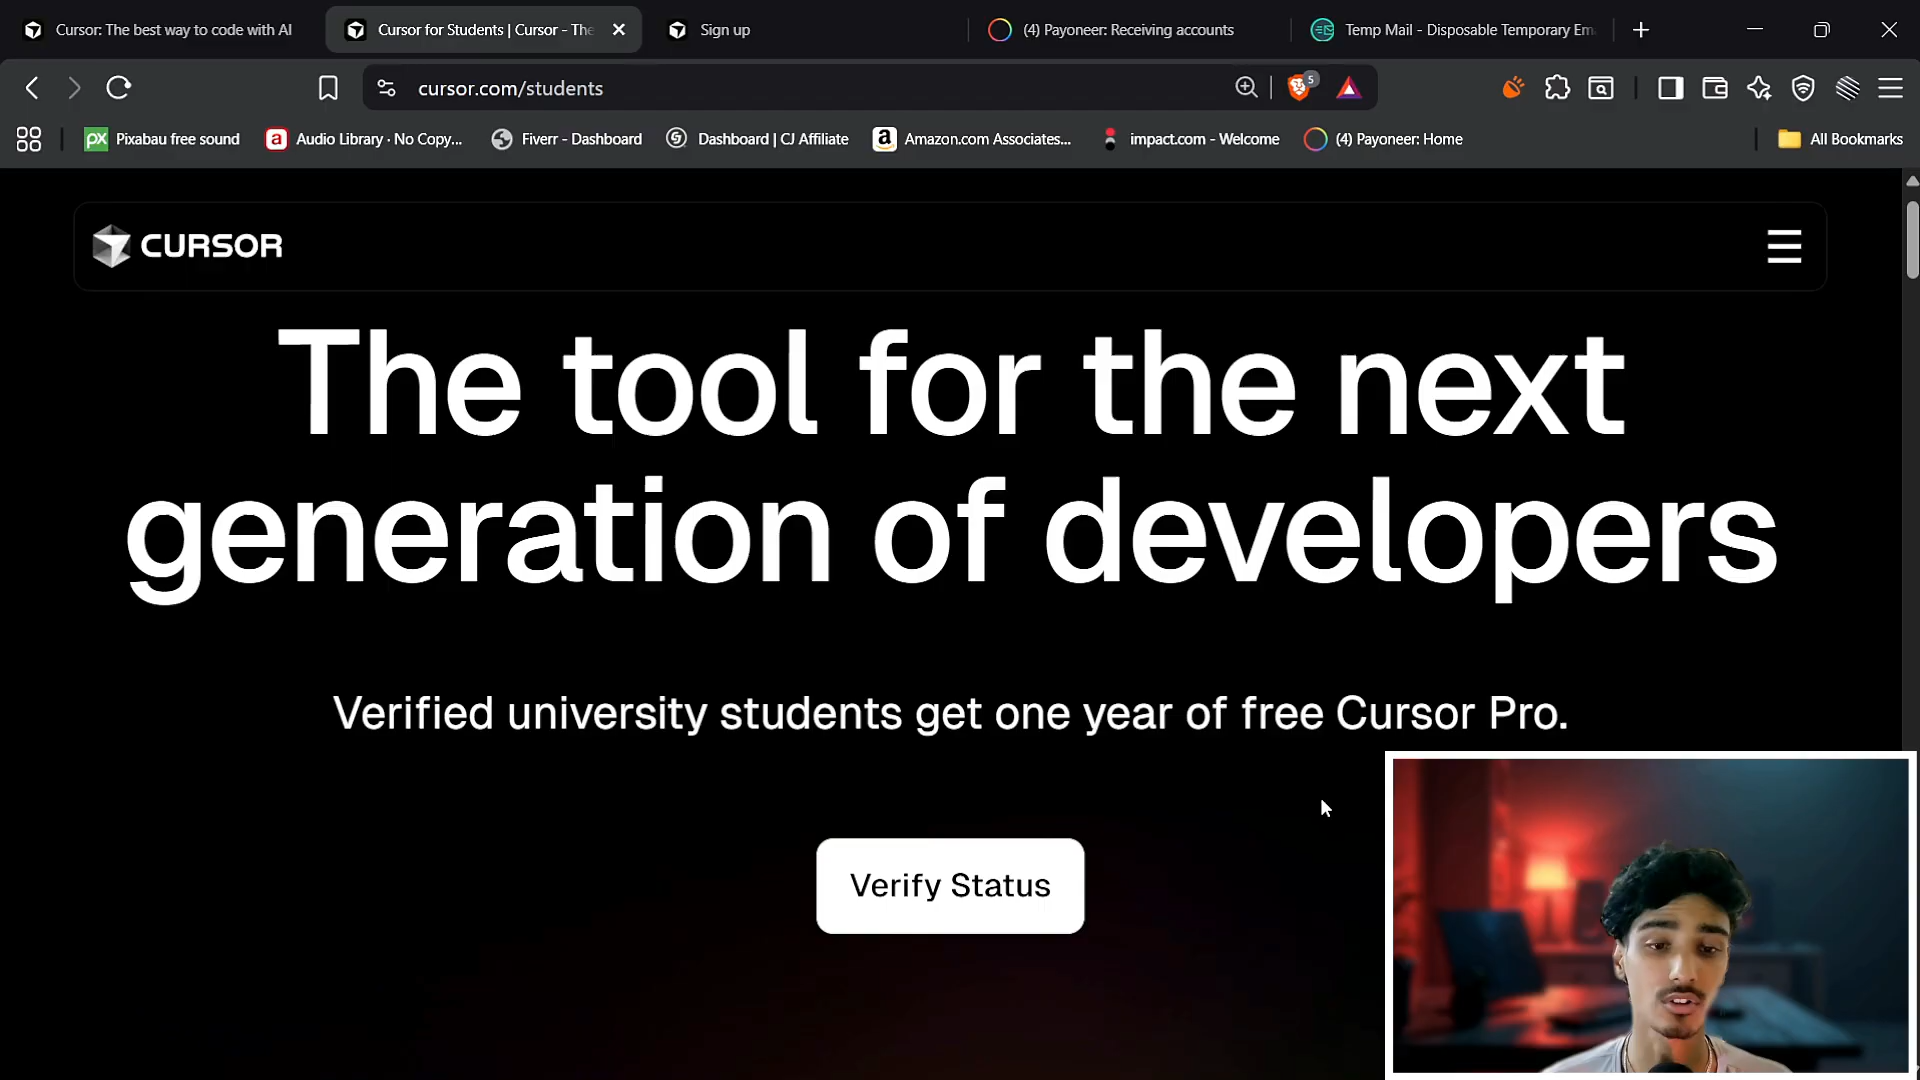 Cursor: The best way to code with AI
Cursor for Students | Cursor - The
Sign up
(4) Payoneer: Receiving accounts
Temp Mail - Disposable Temporary Em
cursor.com/students
5
px Pixabau free sound
a Audio Library · No Copy...
Fiverr - Dashboard
Dashboard | CJ Affiliate
a Amazon.com Associates...
impact.com - Welcome
(4) Payoneer: Home
All Bookmarks
CURSOR
The tool for the next
generation of developers
Verified university students get one year of free Cursor Pro.
Verify Status